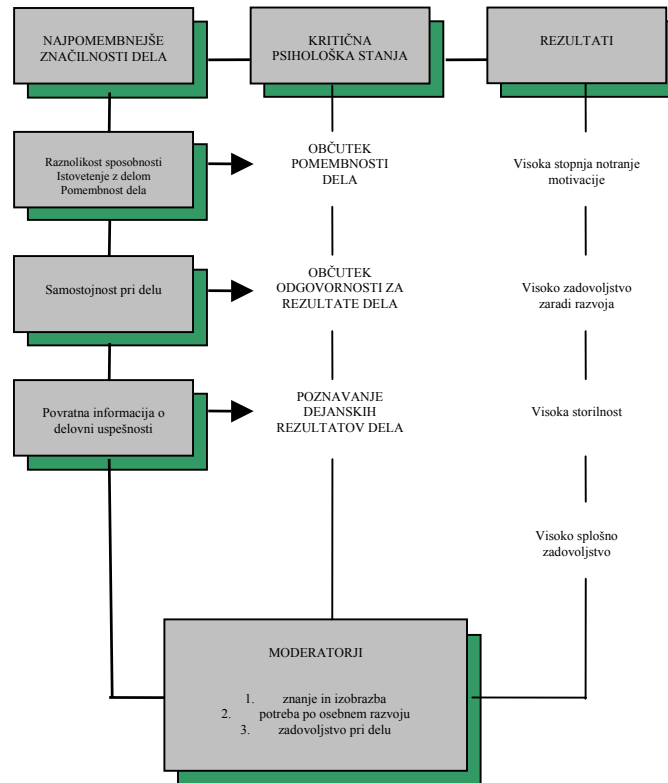 NAJPOMEMBNEJŠE
ZNAČILNOSTI DELA
KRITIČNA
PSIHOLOŠKA STANJA
REZULTATI
Raznolikost sposobnosti
Istovetenje z delom
Pomembnost dela
OBČUTEK
POMEMBNOSTI
DELA
Visoka stopnja notranje
motivacije
Samostojnost pri delu
OBČUTEK
ODGOVORNOSTI ZA
REZULTATE DELA
Visoko zadovoljstvo
zaradi razvoja
Povratna informacija o
delovni uspešnosti
POZNAVANJE
DEJANSKIH
REZULTATOV DELA
Visoka storilnost
Visoko splošno
zadovoljstvo
MODERATORJI
1. znanje in izobrazba
2. potreba po osebnem razvoju
3. zadovoljstvo pri delu